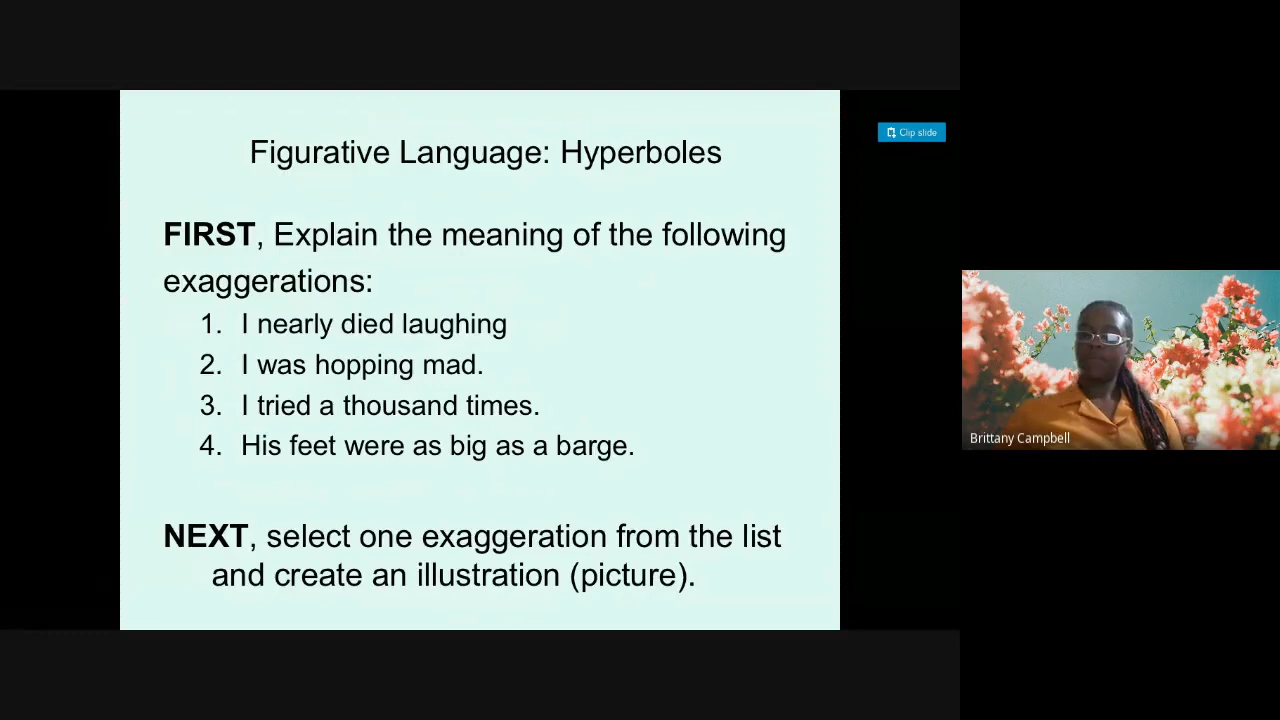 Figurative Language: Hyperboles
Clip slide
FIRST, Explain the meaning of the following
exaggerations:
1. I nearly died laughing
2. I was hopping mad.
3. I tried a thousand times.
4. His feet were as big as a barge.
NEXT, select one exaggeration from the list
and create an illustration (picture).
Brittany Campbell